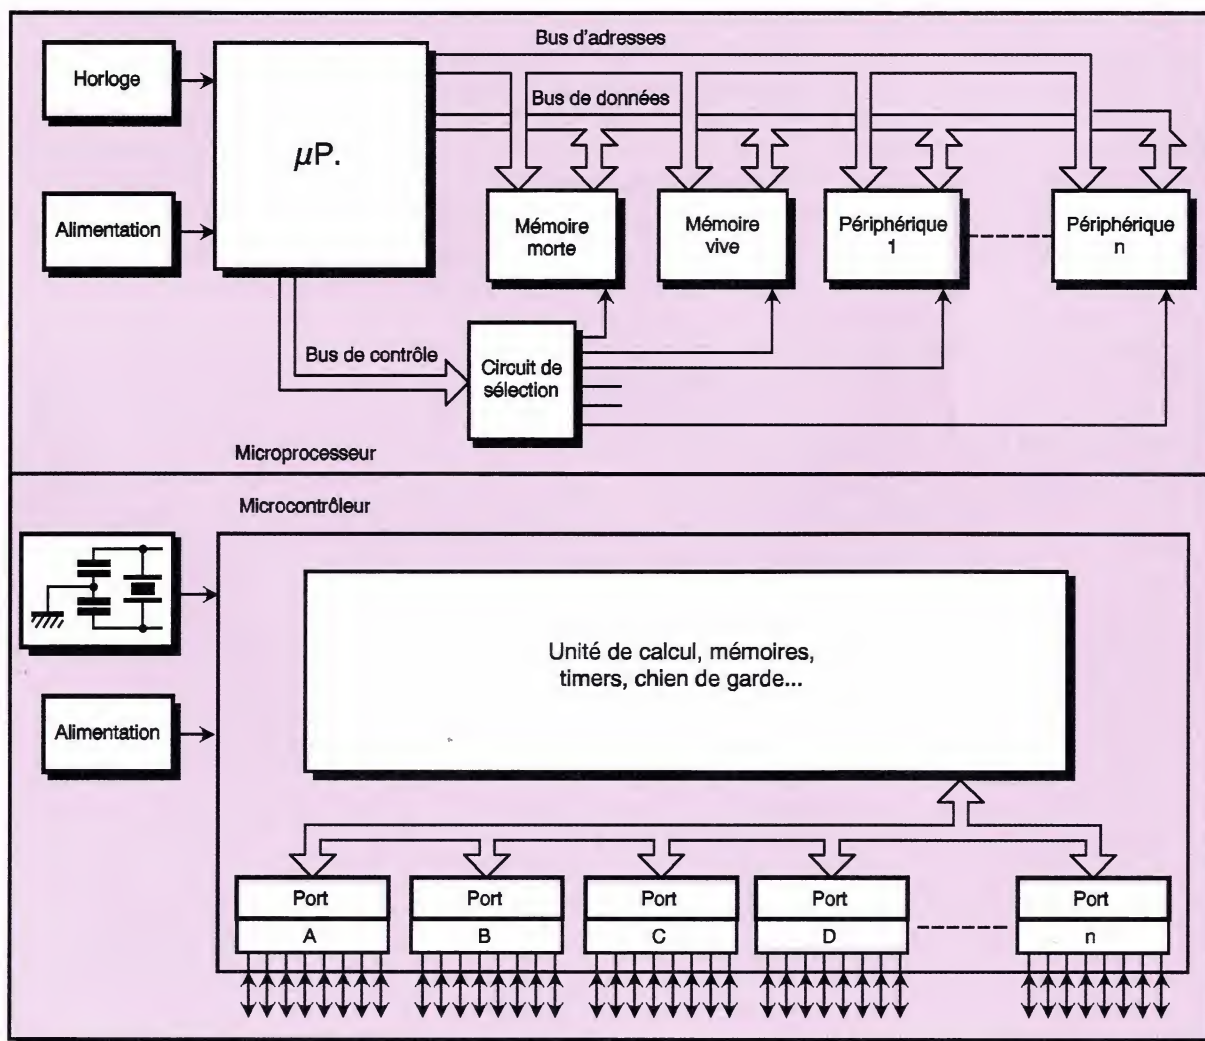 Bus d'adresses
Horloge
Bus de données
µP.
Alimentation
Mémoire
morte
Mémoire
vive
Périphérique
1
Périphérique
n
Bus de contrôle
Circuit de
sélection
Microprocesseur
Microcontrôleur
Unité de calcul, mémoires,
timers, chien de garde...
Alimentation
Port
A
Port
B
Port
C
Port
D
Port
n